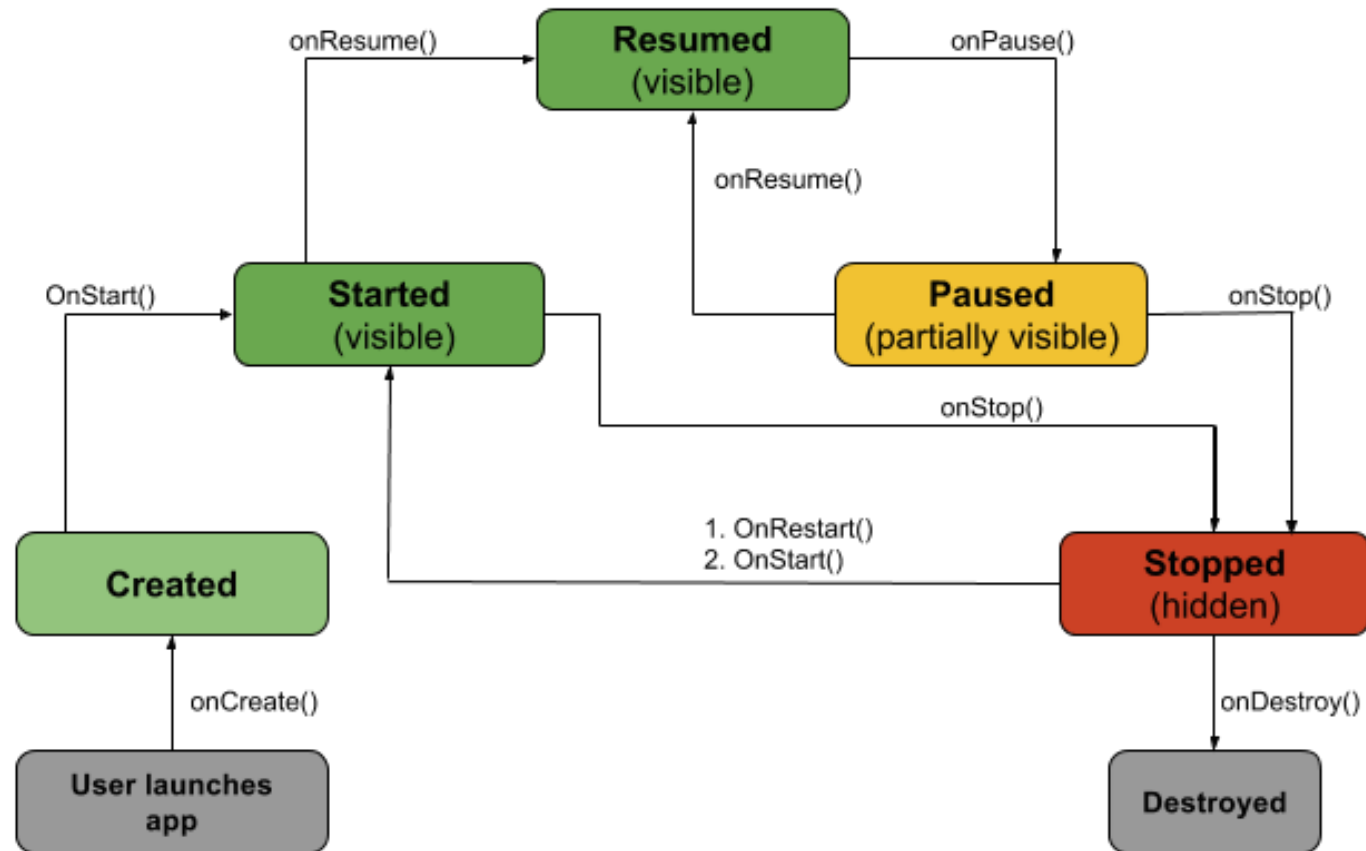 onResume()
Resumed
(visible)
onPause()
onResume()
OnStart()
Started
(visible)
Paused
(partially visible)
onStop()
onStop()
1. OnRestart()
2. OnStart()
Created
Stopped
(hidden)
onCreate()
onDestroy()
User launches
app
Destroyed